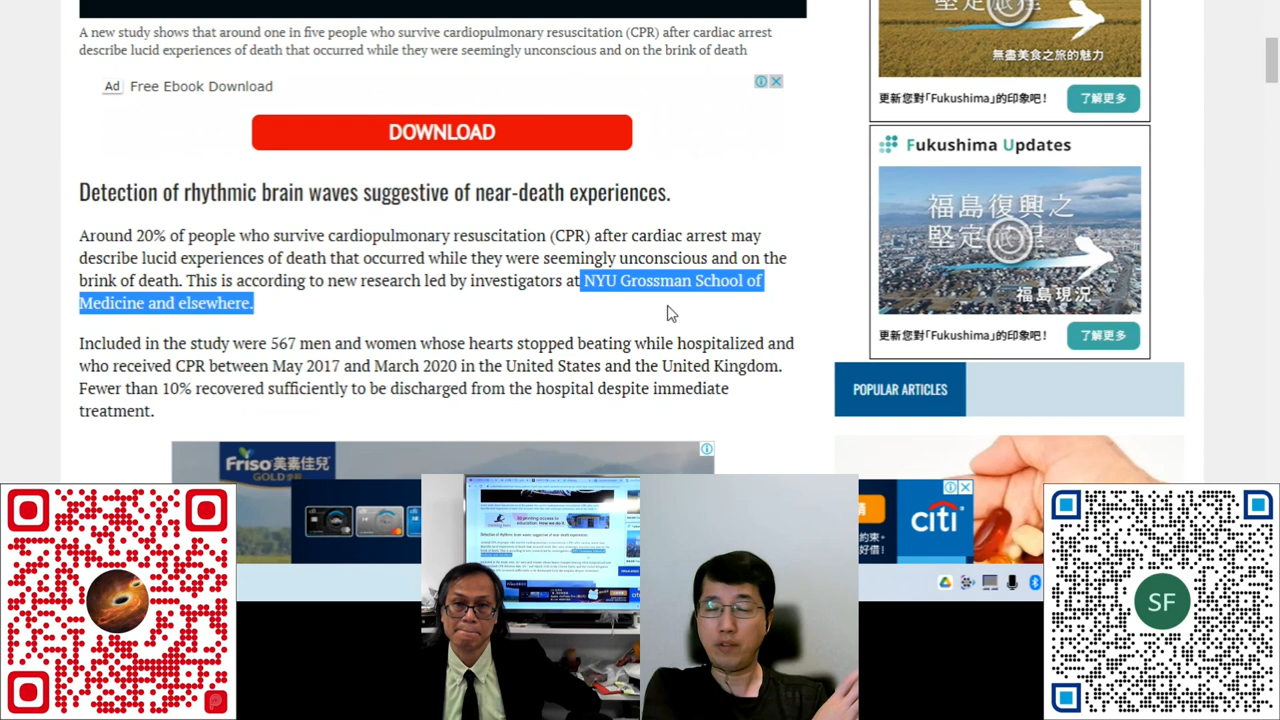 A new study shows that around one in five people who survive cardiopulmonary resuscitation (CPR) after cardiac arrest
describe lucid experiences of death that occurred while they were seemingly unconscious and on the brink of death
Ad Free Ebook Download
DOWNLOAD
Detection of rhythmic brain waves suggestive of near-death experiences.
Around 20% of people who survive cardiopulmonary resuscitation (CPR) after cardiac arrest may
describe lucid experiences of death that occurred while they were seemingly unconscious and on the
brink of death. This is according to new research led by investigators at NYU Grossman School of
Medicine and elsewhere.
Included in the study were 567 men and women whose hearts stopped beating while hospitalized and
who received CPR between May 2017 and March 2020 in the United States and the United Kingdom.
Fewer than 10% recovered sufficiently to be discharged from the hospital despite immediate
treatment.
無盡美食之旅的魅力
更新您對「Fukushima」的印象吧!
了解更多
Fukushima Updates
福島復興之
堅定旅程
福島現況
更新您對「Fukushima」的印象吧!
了解更多
POPULAR ARTICLES
Friso 美素佳兒
GOLD
citi
SF